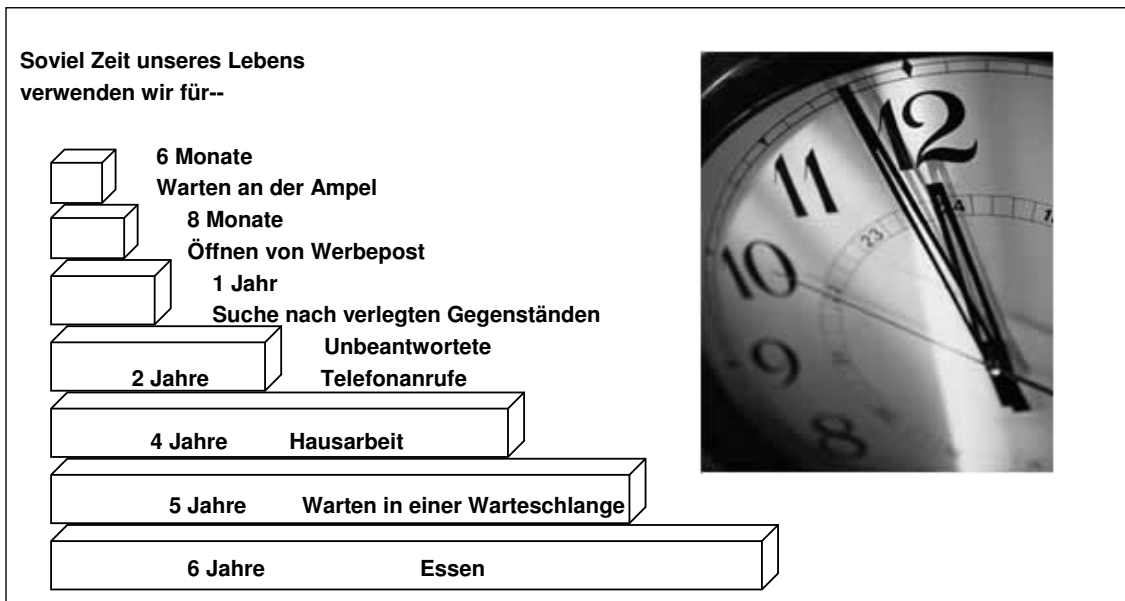 Soviel Zeit unseres Lebens
verwenden wir für--
6 Monate
Warten an der Ampel
8 Monate
Öffnen von Werbepost
1 Jahr
Suche nach verlegten Gegenständen
Unbeantwortete
2 Jahre Telefonanrufe
4 Jahre Hausarbeit
5 Jahre Warten in einer Warteschlange
6 Jahre Essen
12
11
10
9
8
23
24